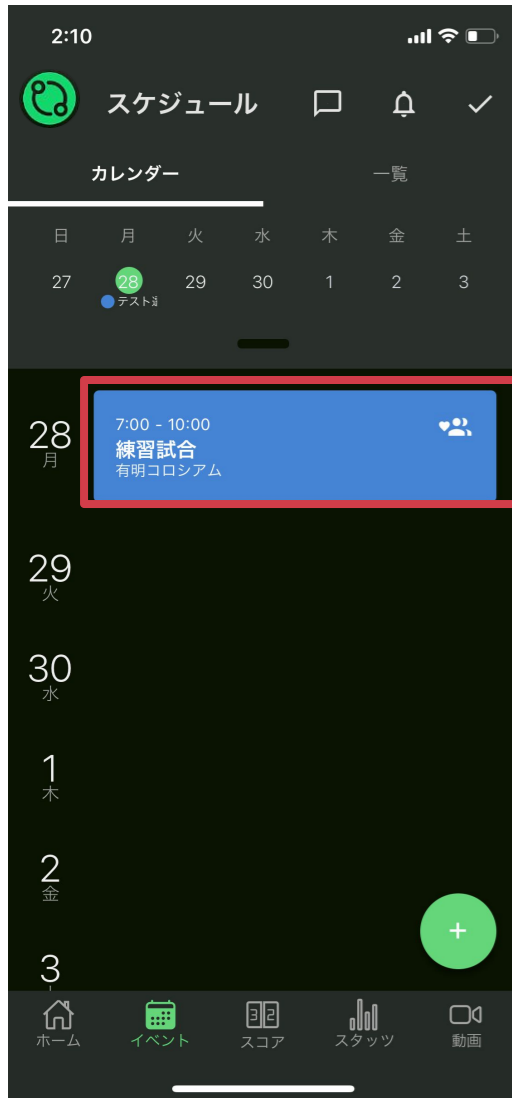 2:10
スケジュール
カレンダー 一覧
日 月 火 水 木 金 土
27 28 29 30 1 2 3
テスト
28
月
7:00 - 10:00
練習試合
有明コロシアム
29
火
30
水
1
木
2
金
3
+
32
ホーム イベント スコア スタッツ 動画